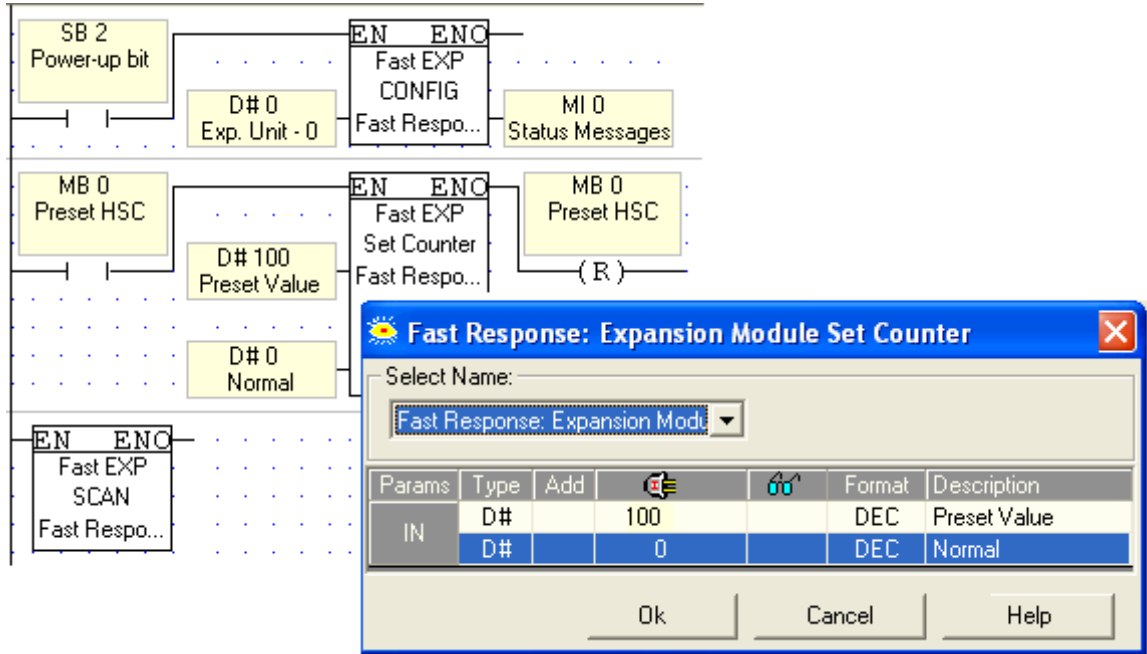 SB 2
Power-up bit
EN ENO
Fast EXP
CONFIG
Fast Respo...
D# 0
Exp. Unit - 0
MI 0
Status Messages
MB 0
Preset HSC
EN ENO
Fast EXP
Set Counter
Fast Respo...
MB 0
Preset HSC
( R )
D# 100
Preset Value
D# 0
Normal
EN ENO
Fast EXP
SCAN
Fast Respo...
Fast Response: Expansion Module Set Counter
Select Name:
Fast Response: Expansion Modu
Params Type Add Format Description
IN D# 100 DEC Preset Value
D# 0 DEC Normal
Ok Cancel Help